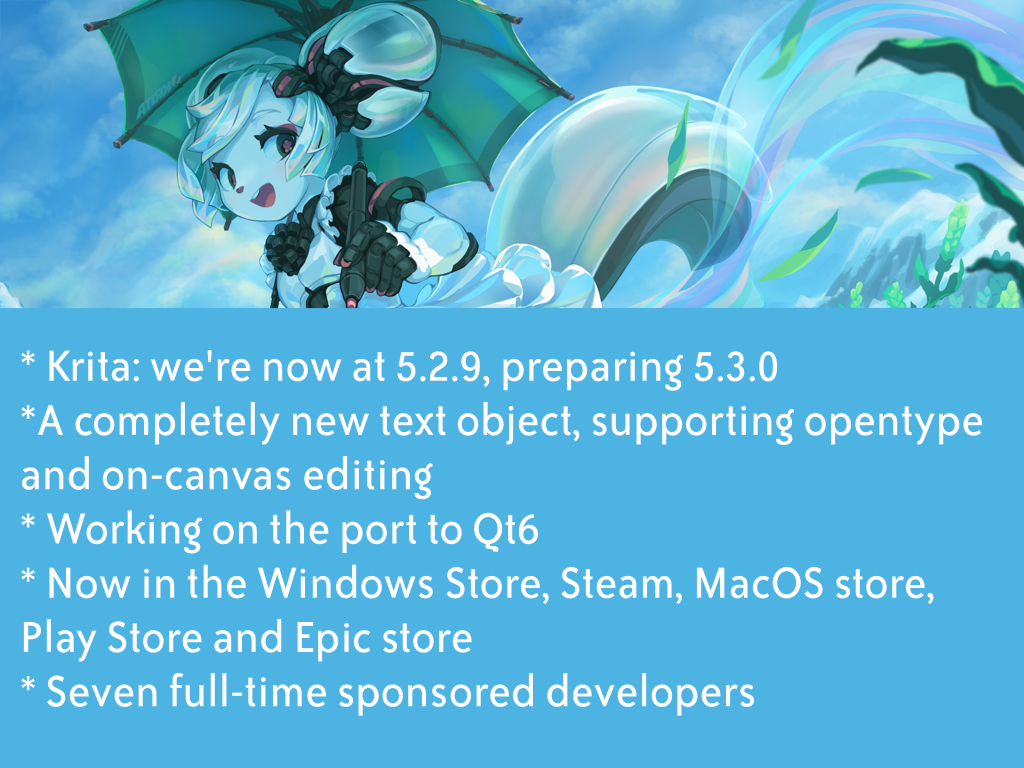 * Krita: we're now at 5.2.9, preparing 5.3.0
*A completely new text object, supporting opentype
and on-canvas editing
* Working on the port to Qt6
* Now in the Windows Store, Steam, MacOS store,
Play Store and Epic store
* Seven full-time sponsored developers